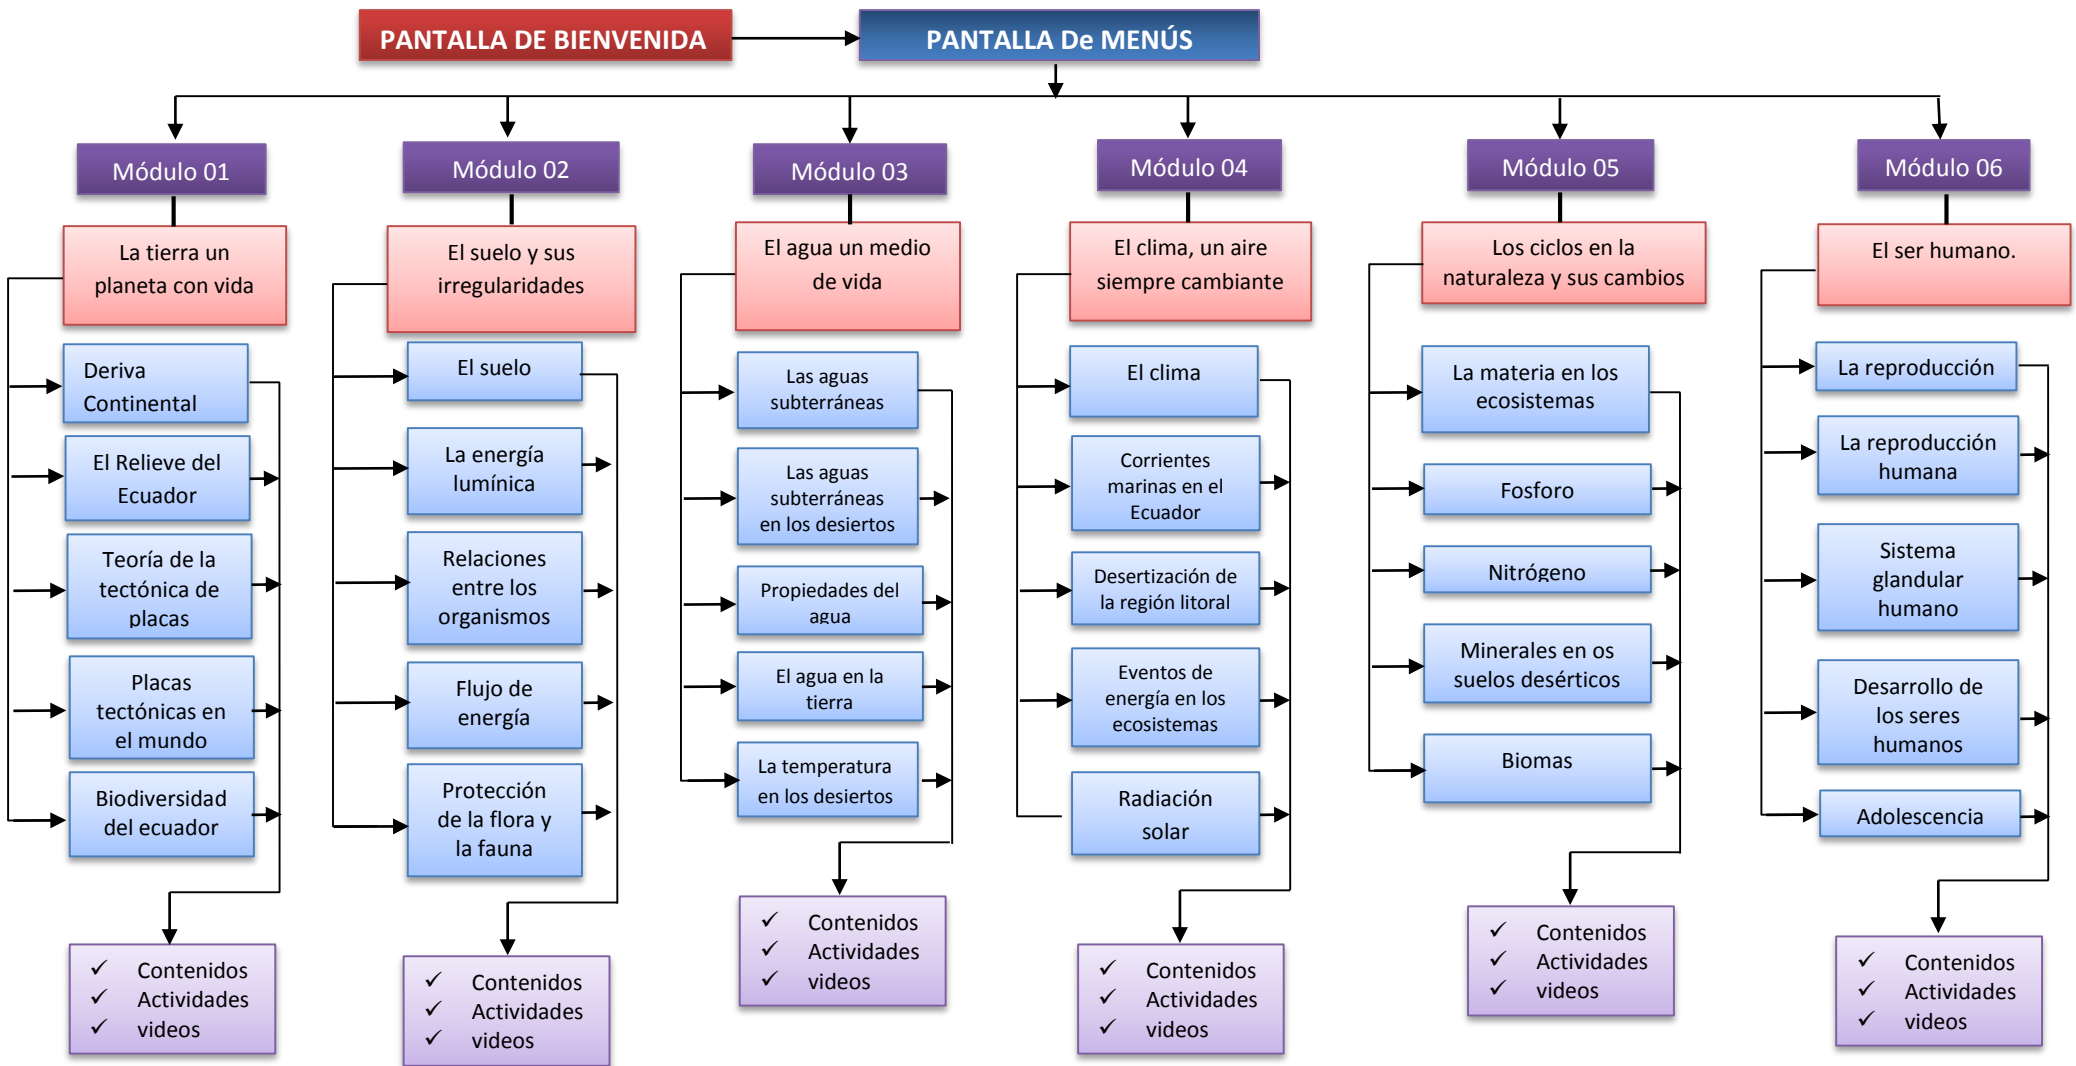 PANTALLA DE BIENVENIDA
PANTALLA De MENÚS
Módulo 01
La tierra un
planeta con vida
Deriva
Continental
El Relieve del
Ecuador
Teoría de la
tectónica de
placas
Placas
tectónicas en
el mundo
Biodiversidad
del ecuador
✓ Contenidos
✓ Actividades
✓ videos
Módulo 02
El suelo y sus
irregularidades
El suelo
La energía
lumínica
Relaciones
entre los
organismos
Flujo de
energía
Protección
de la flora y
la fauna
✓ Contenidos
✓ Actividades
✓ videos
Módulo 03
El agua un medio
de vida
Las aguas
subterráneas
Las aguas
subterráneas
en los desiertos
Propiedades del
agua
El agua en la
tierra
La temperatura
en los desiertos
✓ Contenidos
✓ Actividades
✓ videos
Módulo 04
El clima, un aire
siempre cambiante
El clima
Corrientes
marinas en el
Ecuador
Desertización de
la región litoral
Eventos de
energía en los
ecosistemas
Radiación
solar
✓ Contenidos
✓ Actividades
✓ videos
Módulo 05
Los ciclos en la
naturaleza y sus cambios
La materia en los
ecosistemas
Fosforo
Nitrógeno
Minerales en os
suelos desérticos
Biomas
✓ Contenidos
✓ Actividades
✓ videos
Módulo 06
El ser humano.
La reproducción
La reproducción
humana
Sistema
glandular
humano
Desarrollo de
los seres
humanos
Adolescencia
✓ Contenidos
✓ Actividades
✓ videos